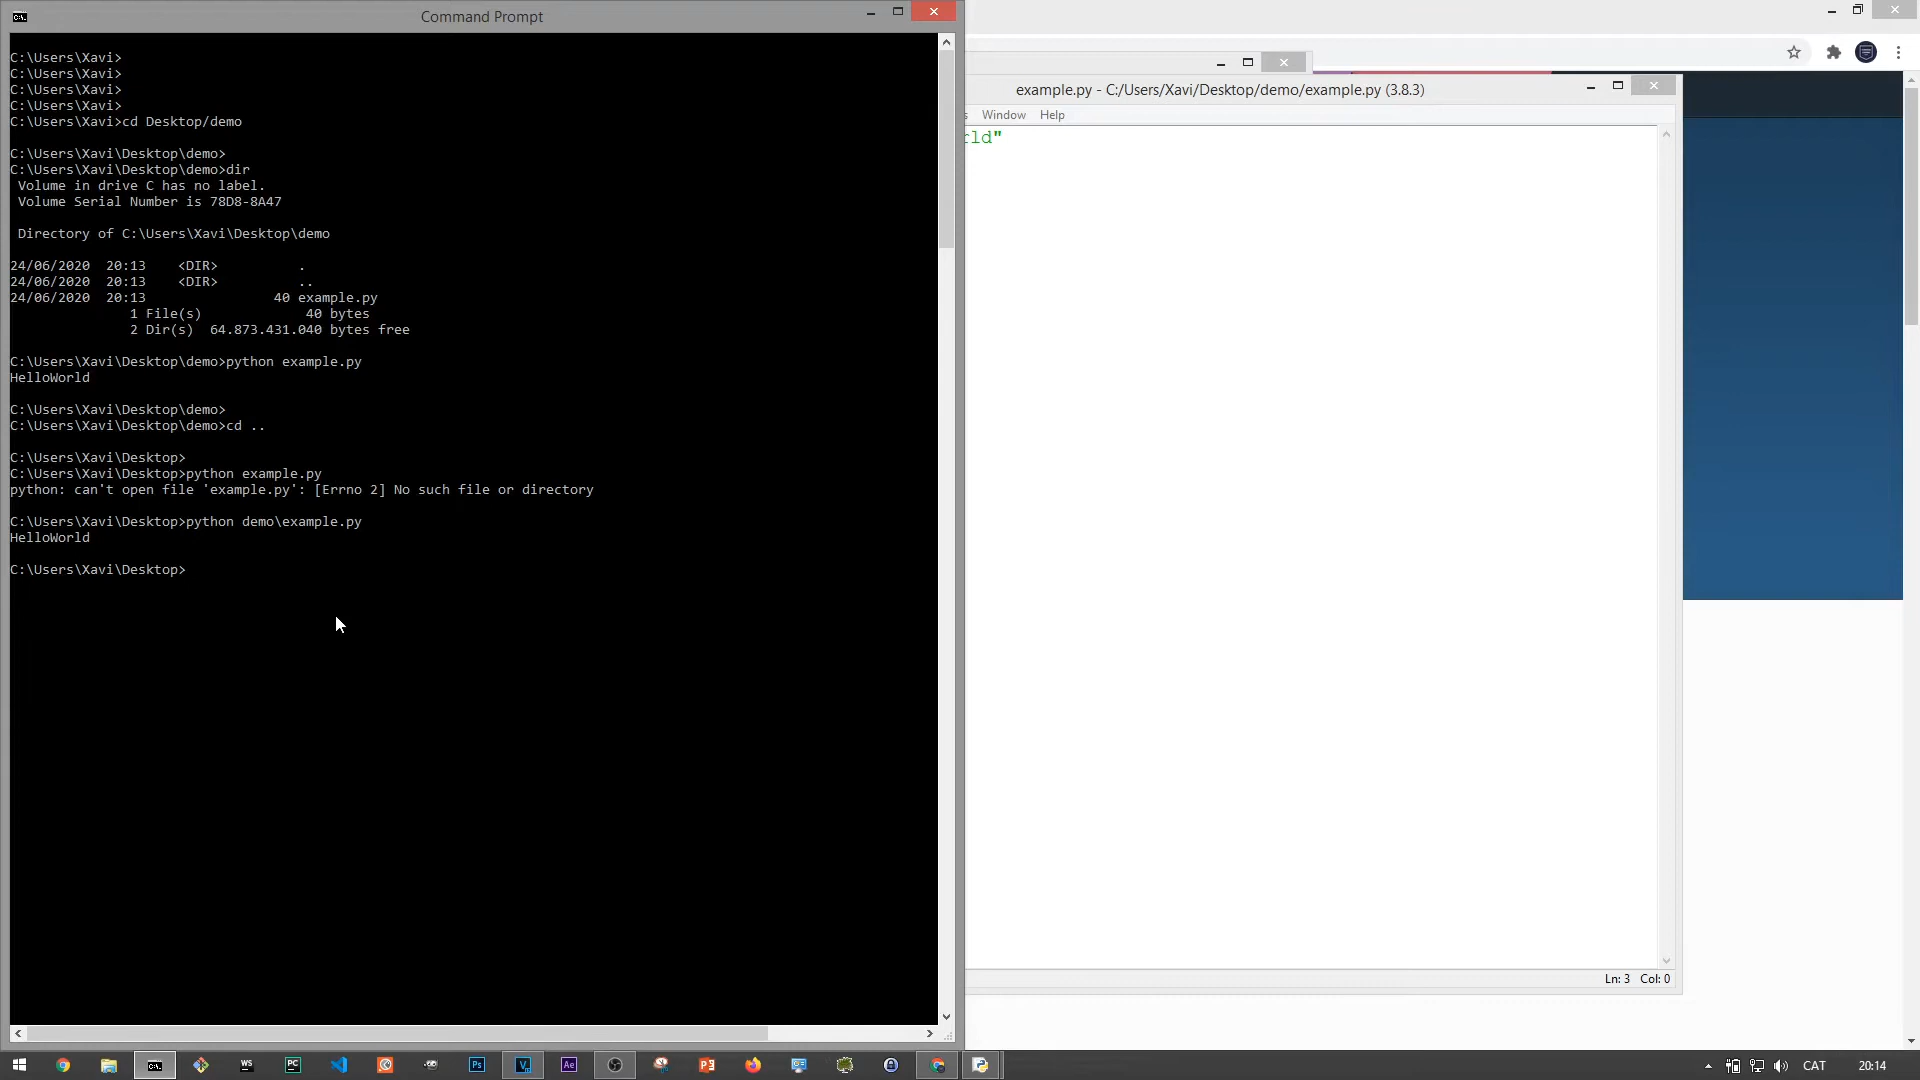 Command Prompt
C:\Users\Xavi>
C:\Users\Xavi>
C:\Users\Xavi>
C:\Users\Xavi>
C:\Users\Xavi>cd Desktop/demo
C:\Users\Xavi\Desktop\demo>
C:\Users\Xavi\Desktop\demo>dir
Volume in drive C has no label.
Volume Serial Number is 78D8-8A47
Directory of C:\Users\Xavi\Desktop\demo
24/06/2020 20:13 <DIR> .
24/06/2020 20:13 <DIR> ..
24/06/2020 20:13 40 example.py
1 File(s) 40 bytes
2 Dir(s) 64.873.431.040 bytes free
C:\Users\Xavi\Desktop\demo>python example.py
HelloWorld
C:\Users\Xavi\Desktop\demo>
C:\Users\Xavi\Desktop\demo>cd ..
C:\Users\Xavi\Desktop>
C:\Users\Xavi\Desktop>python example.py
python: can't open file 'example.py': [Errno 2] No such file or directory
C:\Users\Xavi\Desktop>python demo\example.py
HelloWorld
C:\Users\Xavi\Desktop>
example.py - C:/Users/Xavi/Desktop/demo/example.py (3.8.3)
s Window Help
rld"
Ln: 3 Col: 0
WS PC Ps V Ae P3 CAT 20:14